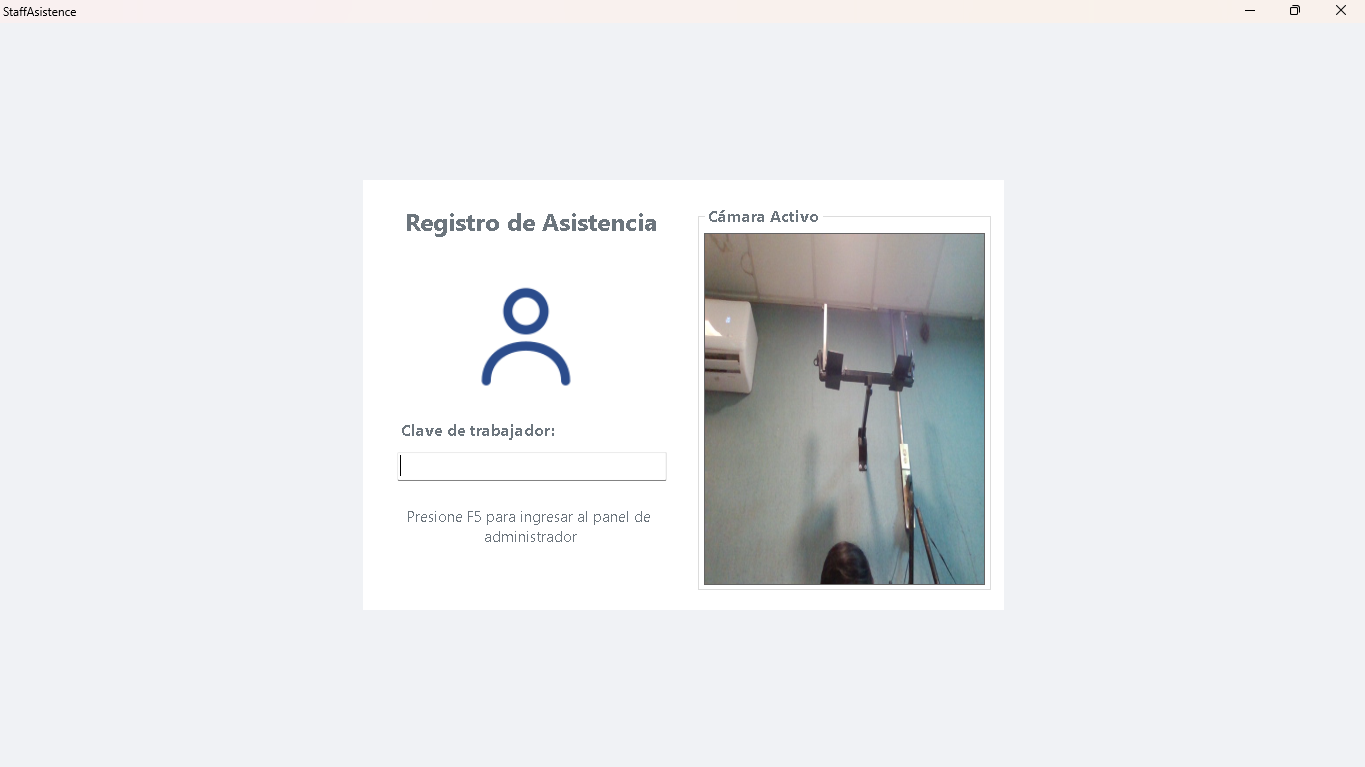 StaffAsistence
Registro de Asistencia
Clave de trabajador:
Presione F5 para ingresar al panel de
administrador
Cámara Activo